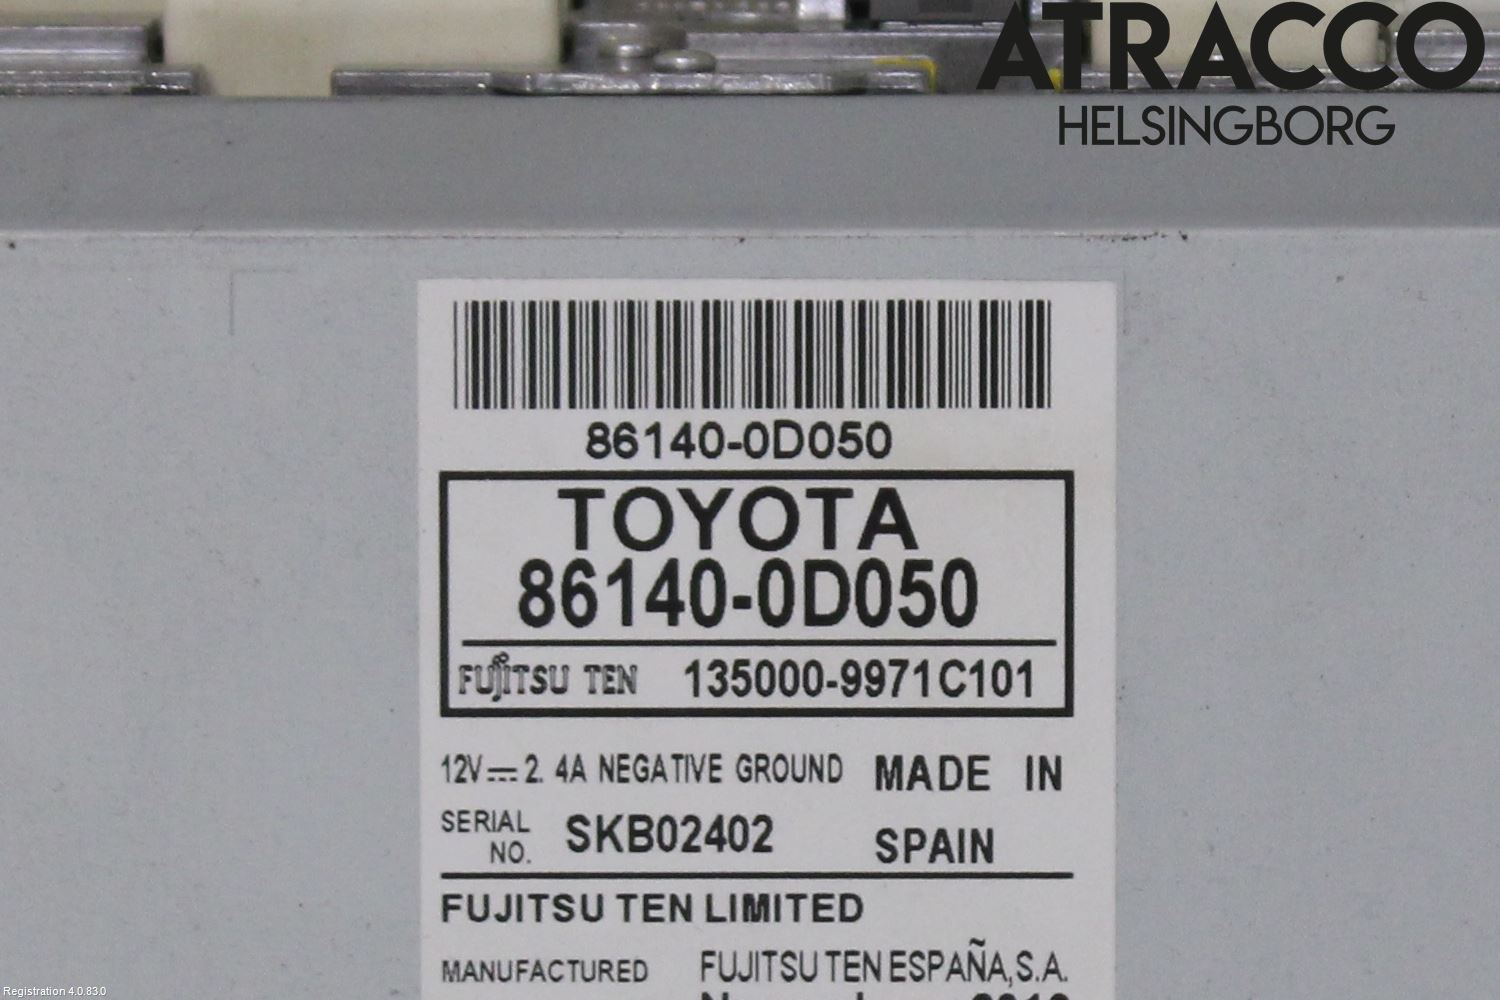 ATRACCO
HELSINGBORG
86140-0D050
TOYOTA
86140-0D050
FUJITSU TEN 135000-9971C101
12V⎓2.4A NEGATIVE GROUND MADE IN
SERIAL NO. SKB02402 SPAIN
FUJITSU TEN LIMITED
MANUFACTURED FUJITSU TEN ESPAÑA,S.A.
Registration 4.0.83.0